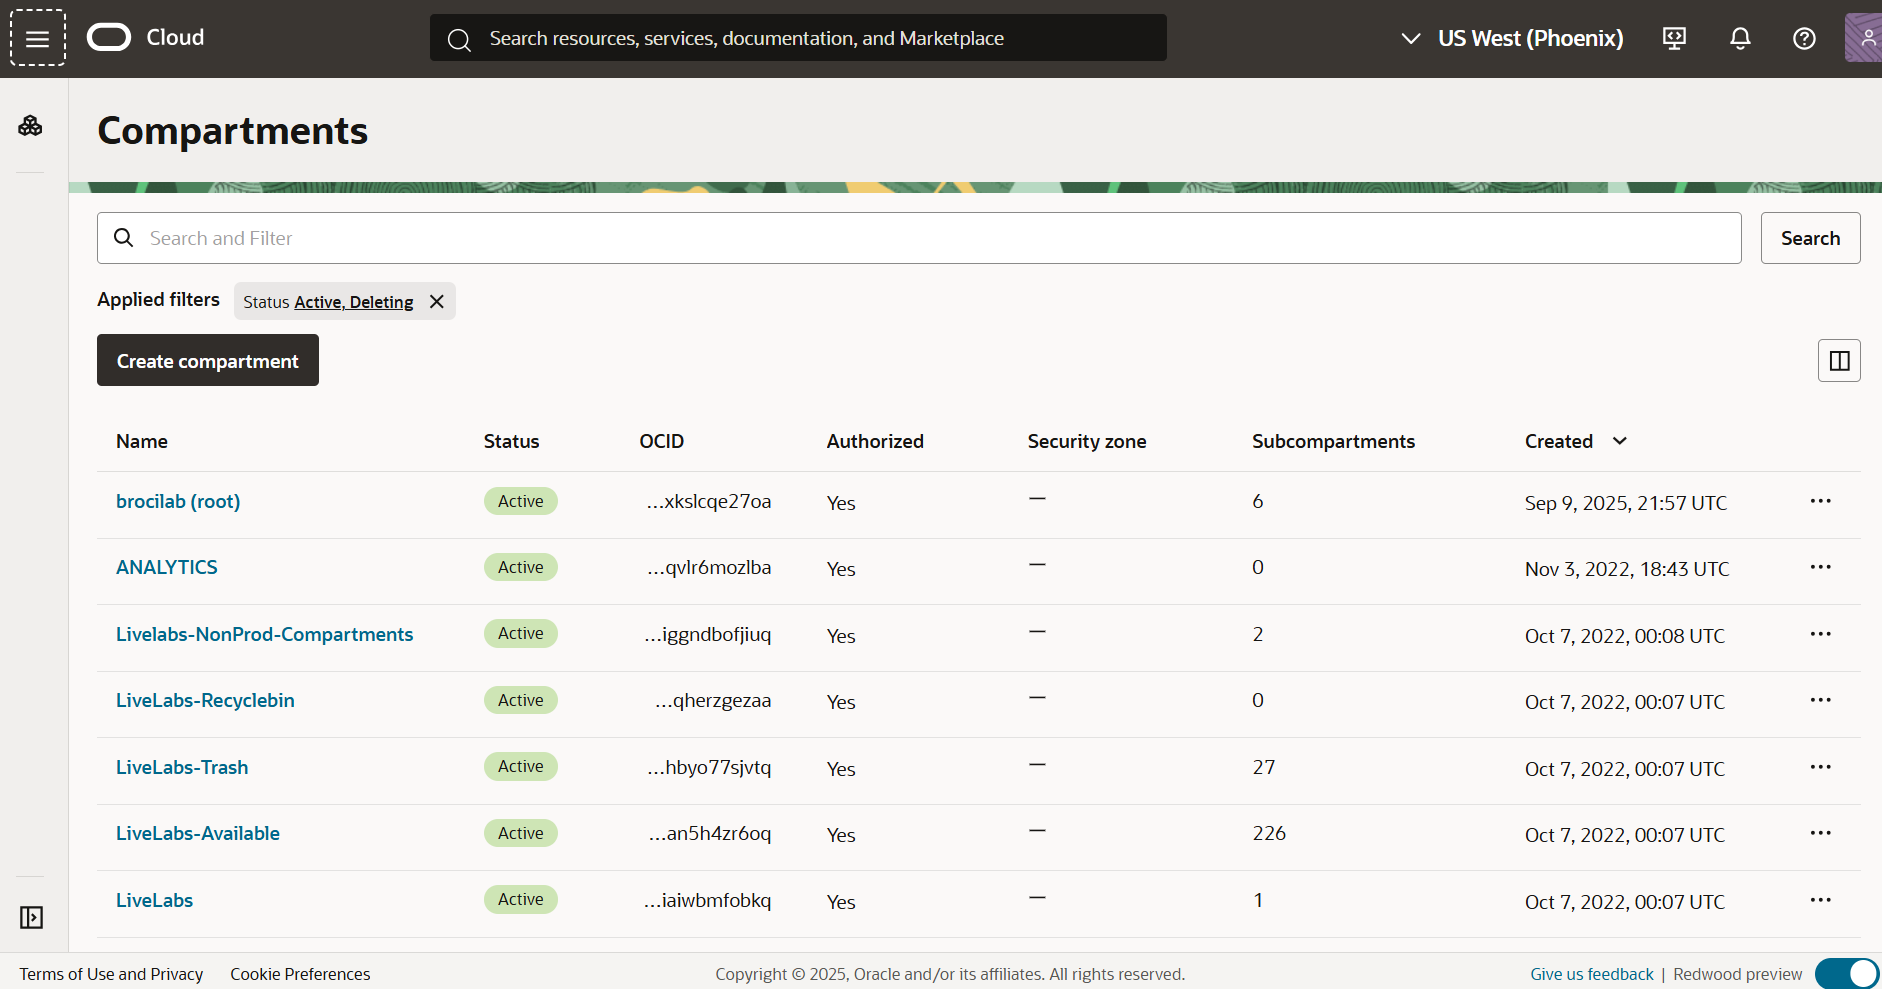 Cloud
Search resources, services, documentation, and Marketplace
US West (Phoenix)
Compartments
Search and Filter
Search
Applied filters
Status Active, Deleting
Create compartment
Name Status OCID Authorized Security zone Subcompartments Created
brocilab (root) Active ...xkslcqe27oa Yes — 6 Sep 9, 2025, 21:57 UTC
ANALYTICS Active ...qvlr6mozlba Yes — 0 Nov 3, 2022, 18:43 UTC
Livelabs-NonProd-Compartments Active ...iggndbofjiuq Yes — 2 Oct 7, 2022, 00:08 UTC
LiveLabs-Recyclebin Active ...qherzgezaa Yes — 0 Oct 7, 2022, 00:07 UTC
LiveLabs-Trash Active ...hbyo77sjvtq Yes — 27 Oct 7, 2022, 00:07 UTC
LiveLabs-Available Active ...an5h4zr6oq Yes — 226 Oct 7, 2022, 00:07 UTC
LiveLabs Active ...iaiwbmfobkq Yes — 1 Oct 7, 2022, 00:07 UTC
Terms of Use and Privacy Cookie Preferences Copyright © 2025, Oracle and/or its affiliates. All rights reserved. Give us feedback | Redwood preview